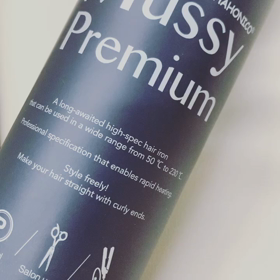 HAHONICO
Mussy
Premium
A long-awaited high-spec hair iron
that can be used in a wide range from 50 ℃ to 230 ℃.
Professional specification that enables rapid heating.
Style freely!
Make your hair straight with curly ends.
P
Salon